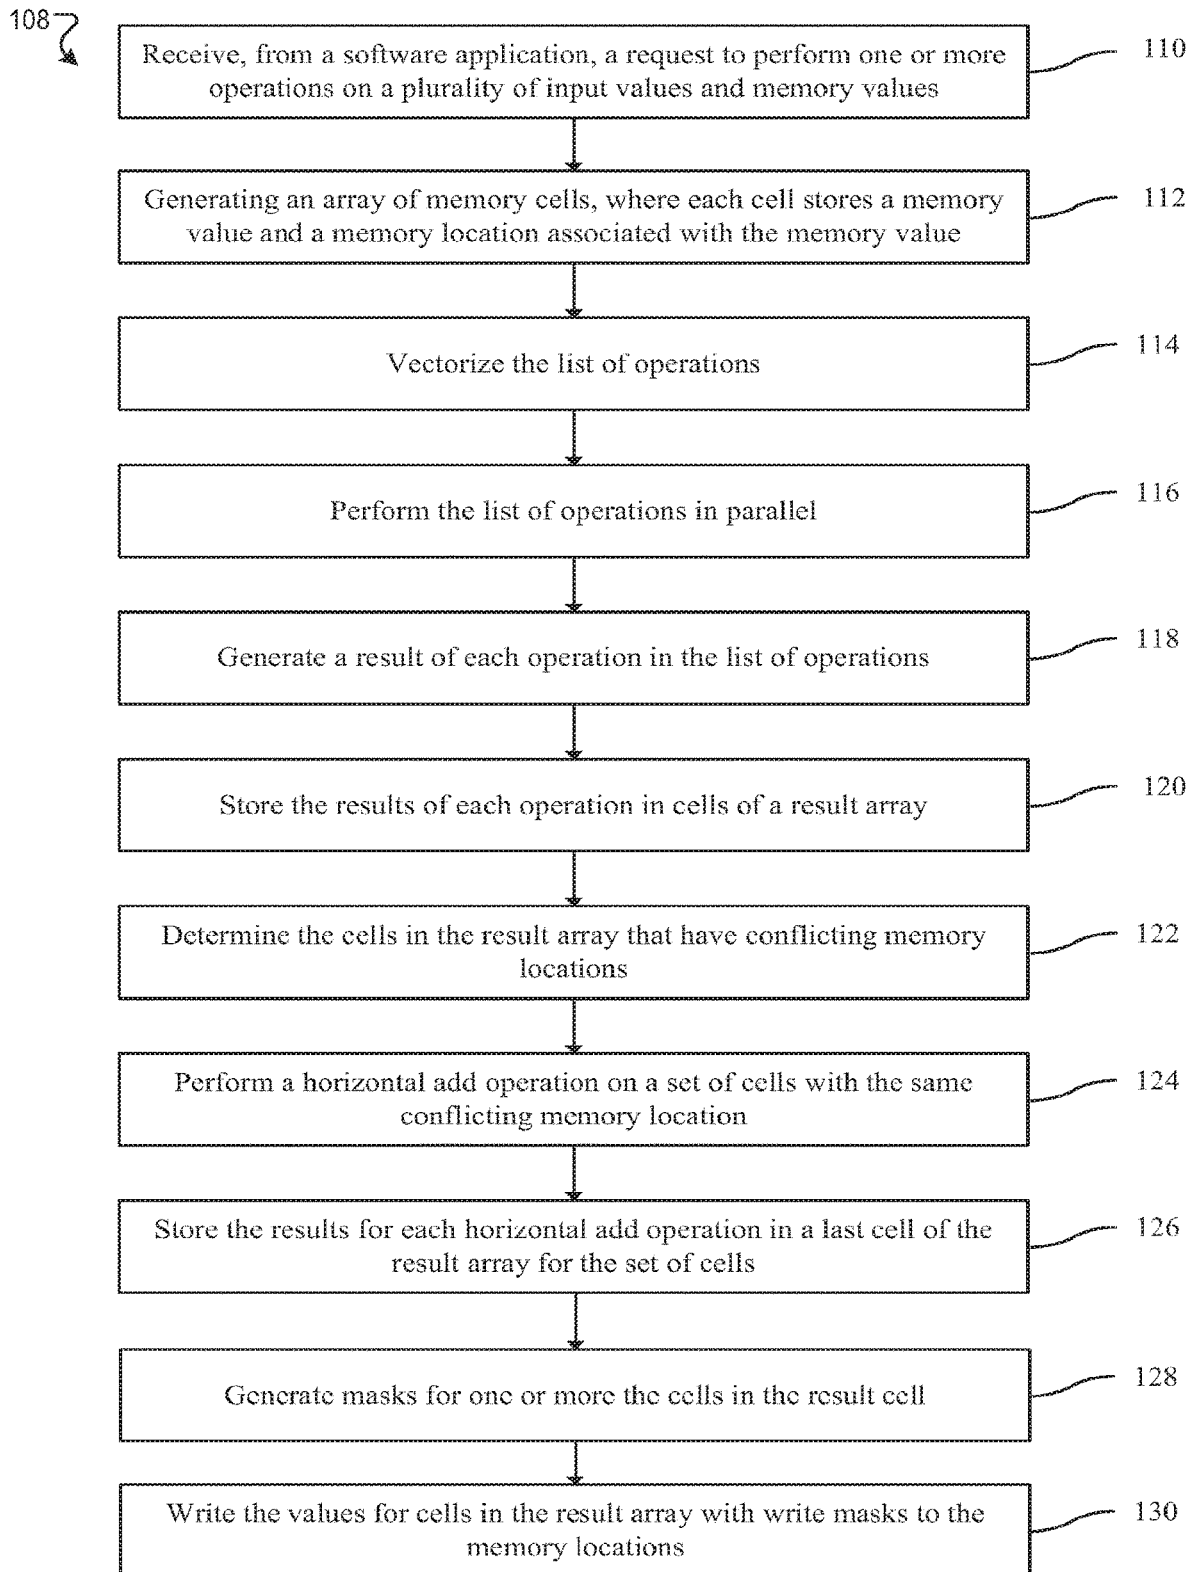 108
Receive, from a software application, a request to perform one or more
operations on a plurality of input values and memory values
110
Generating an array of memory cells, where each cell stores a memory
value and a memory location associated with the memory value
112
Vectorize the list of operations
114
Perform the list of operations in parallel
116
Generate a result of each operation in the list of operations
118
Store the results of each operation in cells of a result array
120
Determine the cells in the result array that have conflicting memory
locations
122
Perform a horizontal add operation on a set of cells with the same
conflicting memory location
124
Store the results for each horizontal add operation in a last cell of the
result array for the set of cells
126
Generate masks for one or more the cells in the result cell
128
Write the values for cells in the result array with write masks to the
memory locations
130